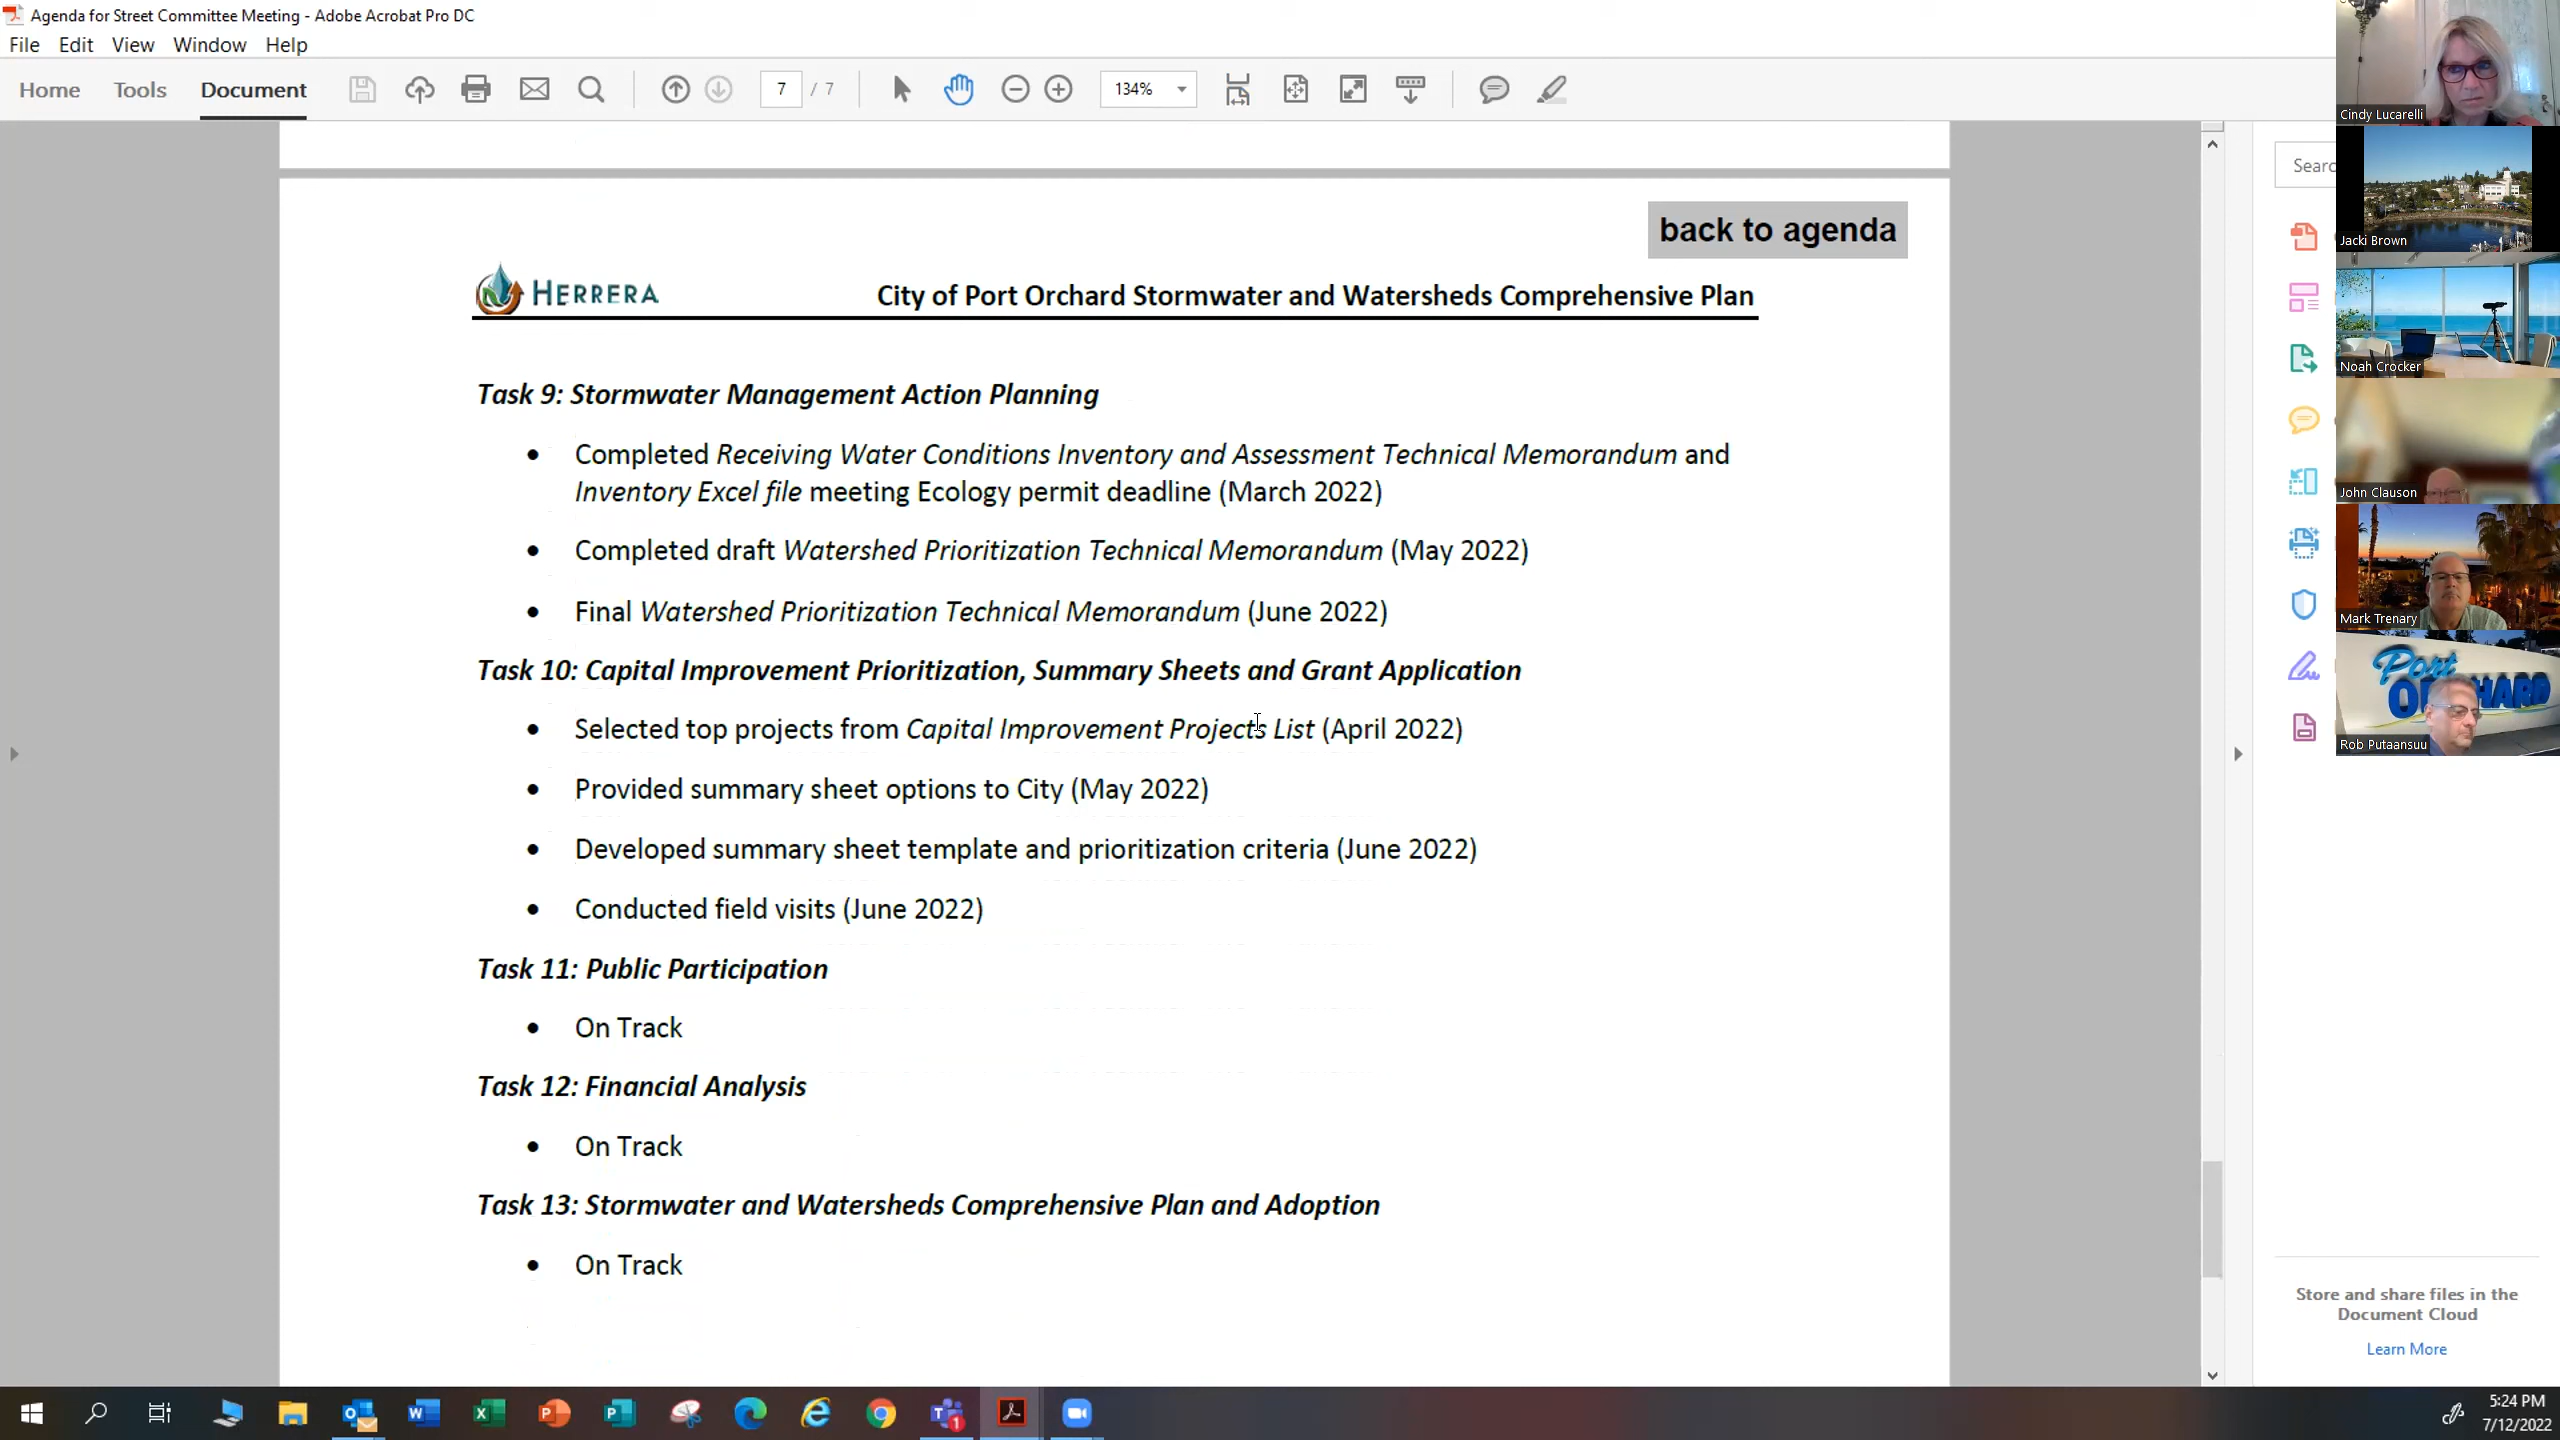 Agenda for Street Committee Meeting - Adobe Acrobat Pro DC
File Edit View Window Help
Home Tools Document 7 / 7 134%
back to agenda
HERRERA City of Port Orchard Stormwater and Watersheds Comprehensive Plan
Task 9: Stormwater Management Action Planning
• Completed Receiving Water Conditions Inventory and Assessment Technical Memorandum and
Inventory Excel file meeting Ecology permit deadline (March 2022)
• Completed draft Watershed Prioritization Technical Memorandum (May 2022)
• Final Watershed Prioritization Technical Memorandum (June 2022)
Task 10: Capital Improvement Prioritization, Summary Sheets and Grant Application
• Selected top projects from Capital Improvement Projects List (April 2022)
• Provided summary sheet options to City (May 2022)
• Developed summary sheet template and prioritization criteria (June 2022)
• Conducted field visits (June 2022)
Task 11: Public Participation
• On Track
Task 12: Financial Analysis
• On Track
Task 13: Stormwater and Watersheds Comprehensive Plan and Adoption
• On Track
Searc
Store and share files in the
Document Cloud
Learn More
Cindy Lucarelli
Jacki Brown
Noah Crocker
John Clauson
Mark Trenary
Port
ORCHARD
Rob Putaansuu
1
5:24 PM
7/12/2022